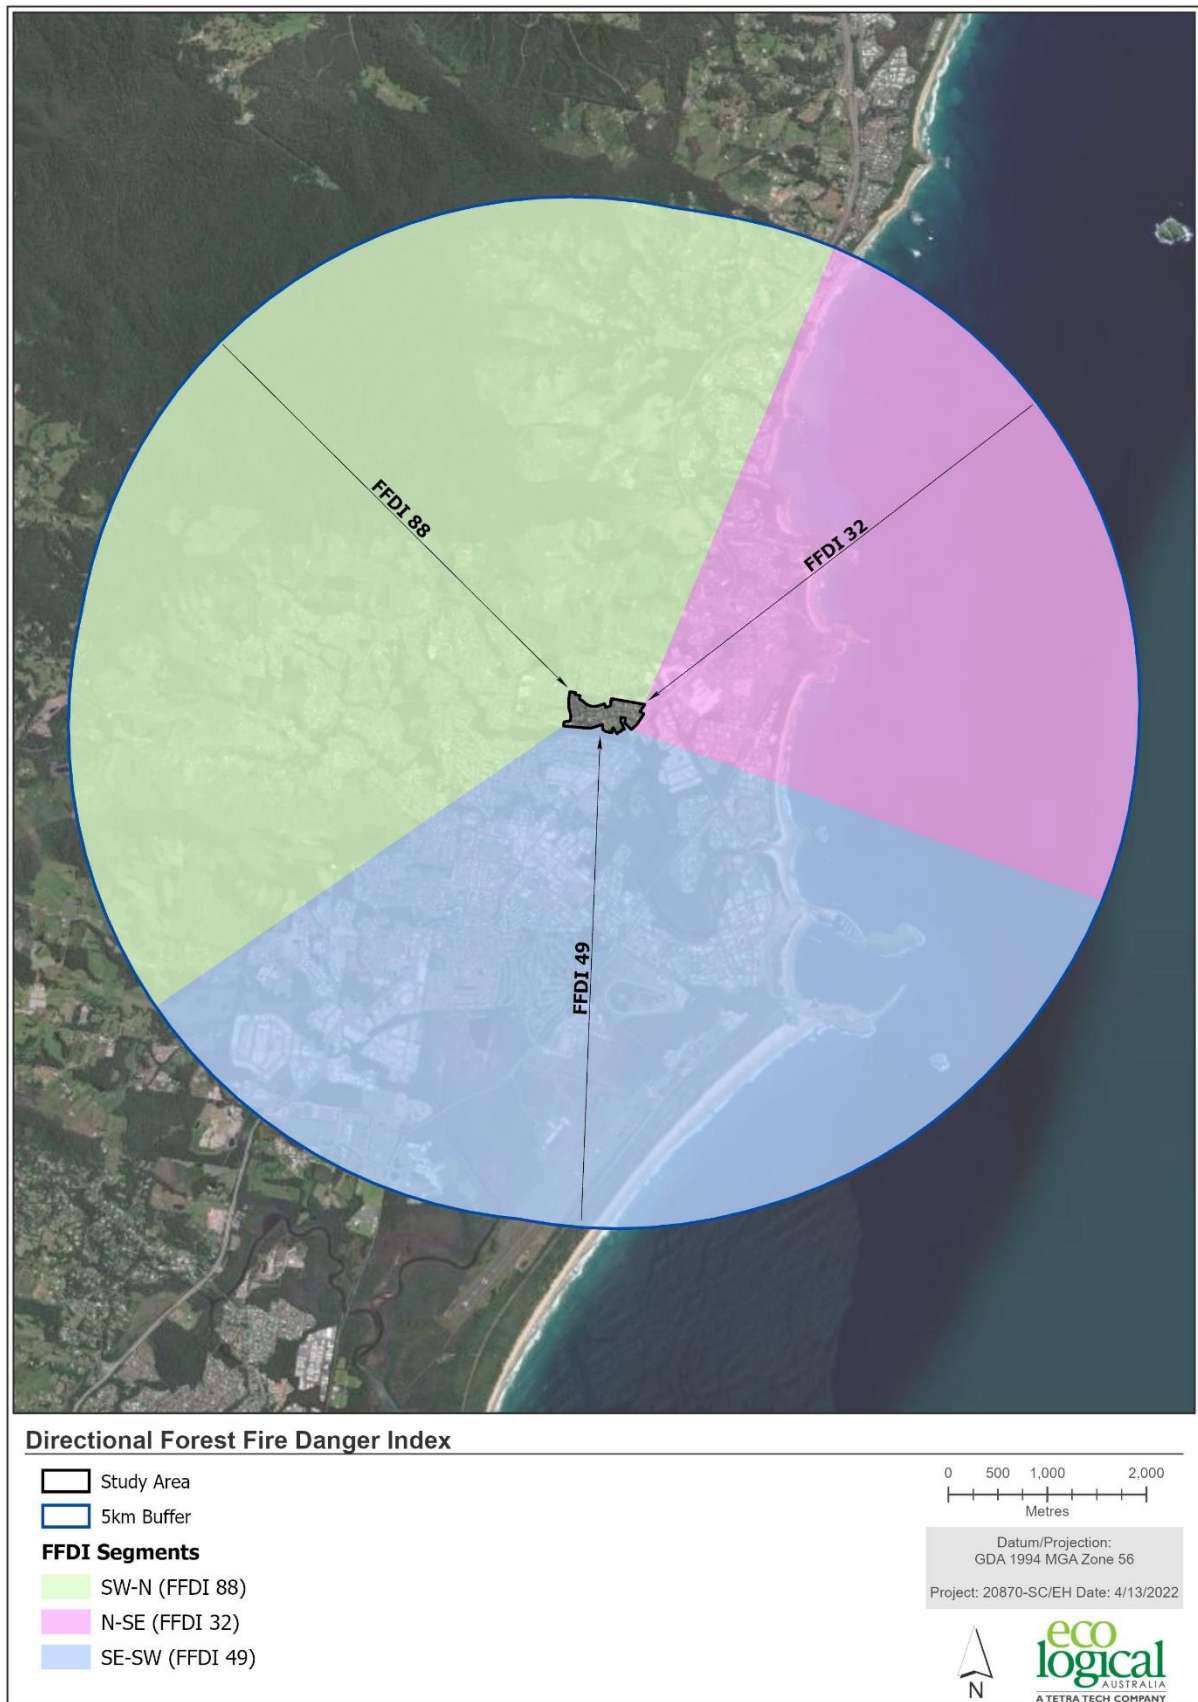 FFDI 88
FFDI 32
FFDI 49
Directional Forest Fire Danger Index
Study Area
5km Buffer
FFDI Segments
SW-N (FFDI 88)
N-SE (FFDI 32)
SE-SW (FFDI 49)
0 500 1,000 2,000
Metres
Datum/Projection:
GDA 1994 MGA Zone 56
Project: 20870-SC/EH Date: 4/13/2022
N
eco
logical
AUSTRALIA
A TETRA TECH COMPANY